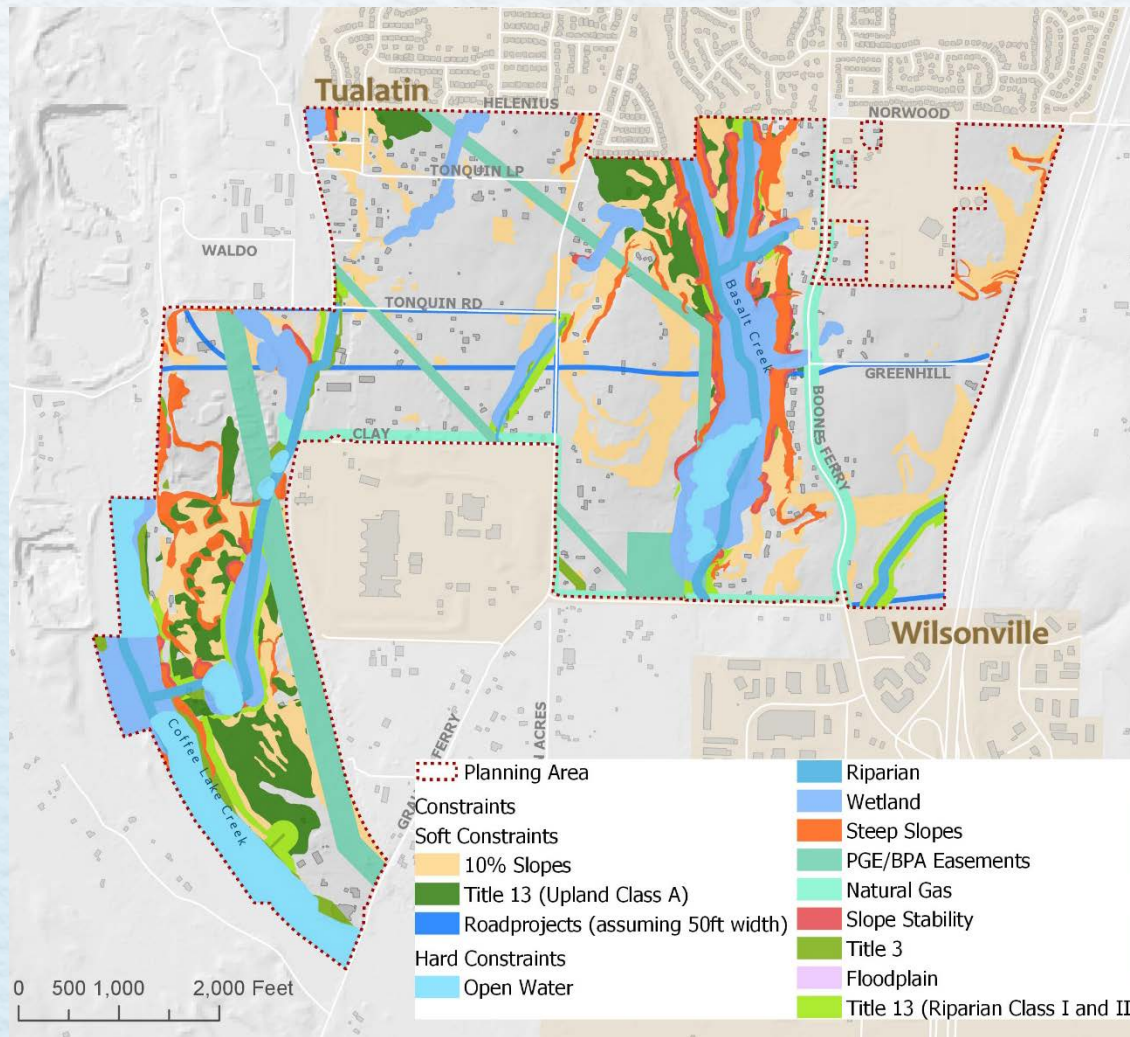 Tualatin
HELENIUS
NORWOOD
TONQUIN LP
WALDO
TONQUIN RD
Basalt Creek
GREENHILL
BOONES FERRY
CLAY
Wilsonville
Coffee Lake Creek
FERRY
ACRES
Planning Area
Constraints
Soft Constraints
10% Slopes
Title 13 (Upland Class A)
Roadprojects (assuming 50ft width)
Hard Constraints
Open Water
Riparian
Wetland
Steep Slopes
PGE/BPA Easements
Natural Gas
Slope Stability
Title 3
Floodplain
Title 13 (Riparian Class I and II
0 500 1,000 2,000 Feet